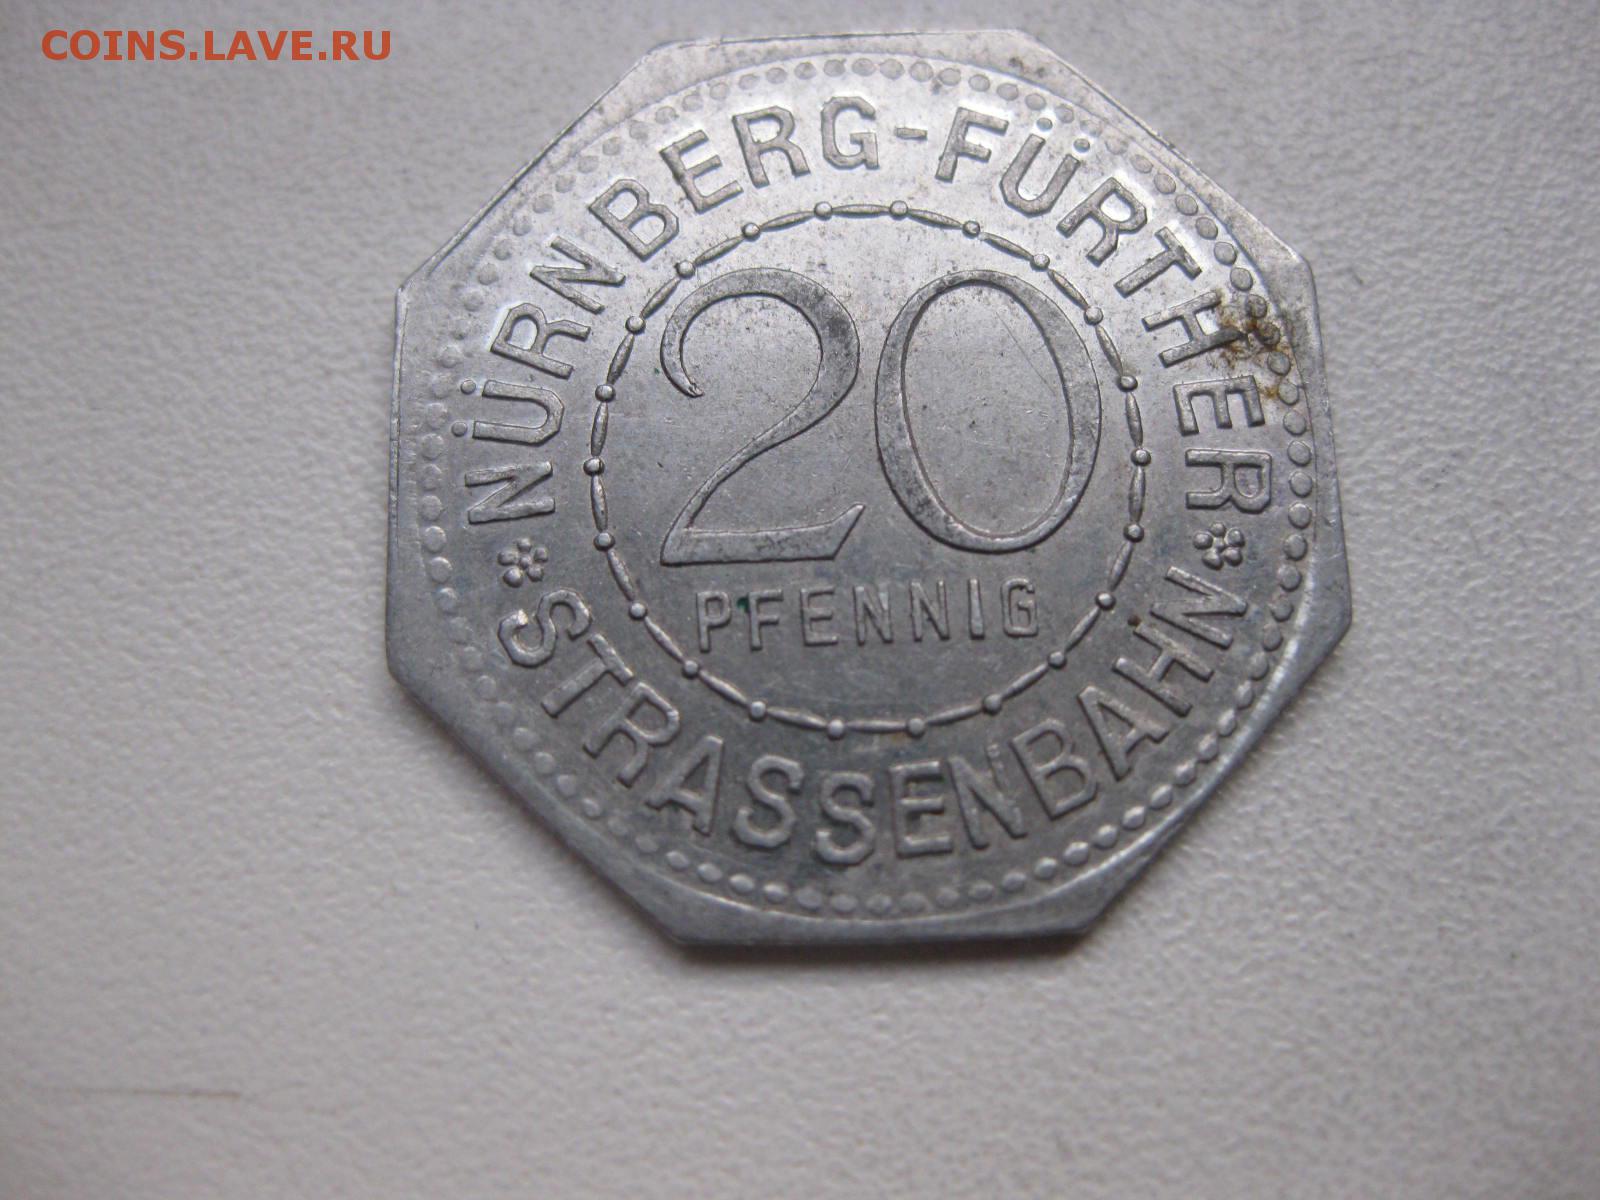 COINS.LAVE.RU
NÜRNBERG-FÜRTHER
20
PFENNIG
STRASSENBAHN